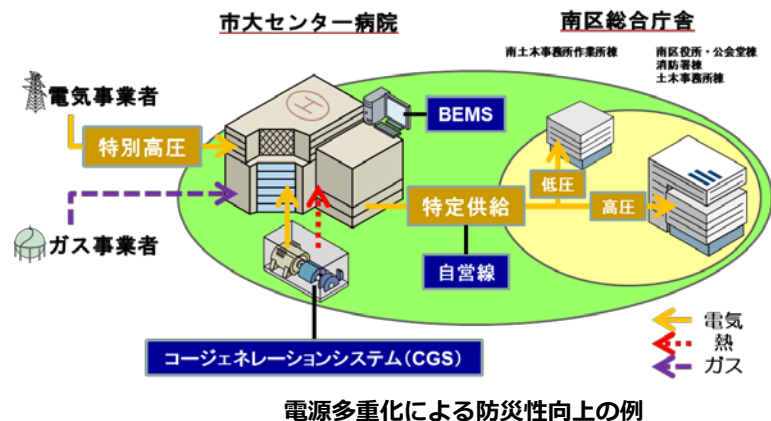 市大センター病院
南区総合庁舎
南土木事務所作業所棟
南区役所・公会堂棟
消防署棟
土木事務所棟
電気事業者
BEMS
特別高圧
低圧
特定供給
高圧
ガス事業者
自営線
電気
熱
ガス
コージェネレーションシステム(CGS)
電源多重化による防災性向上の例